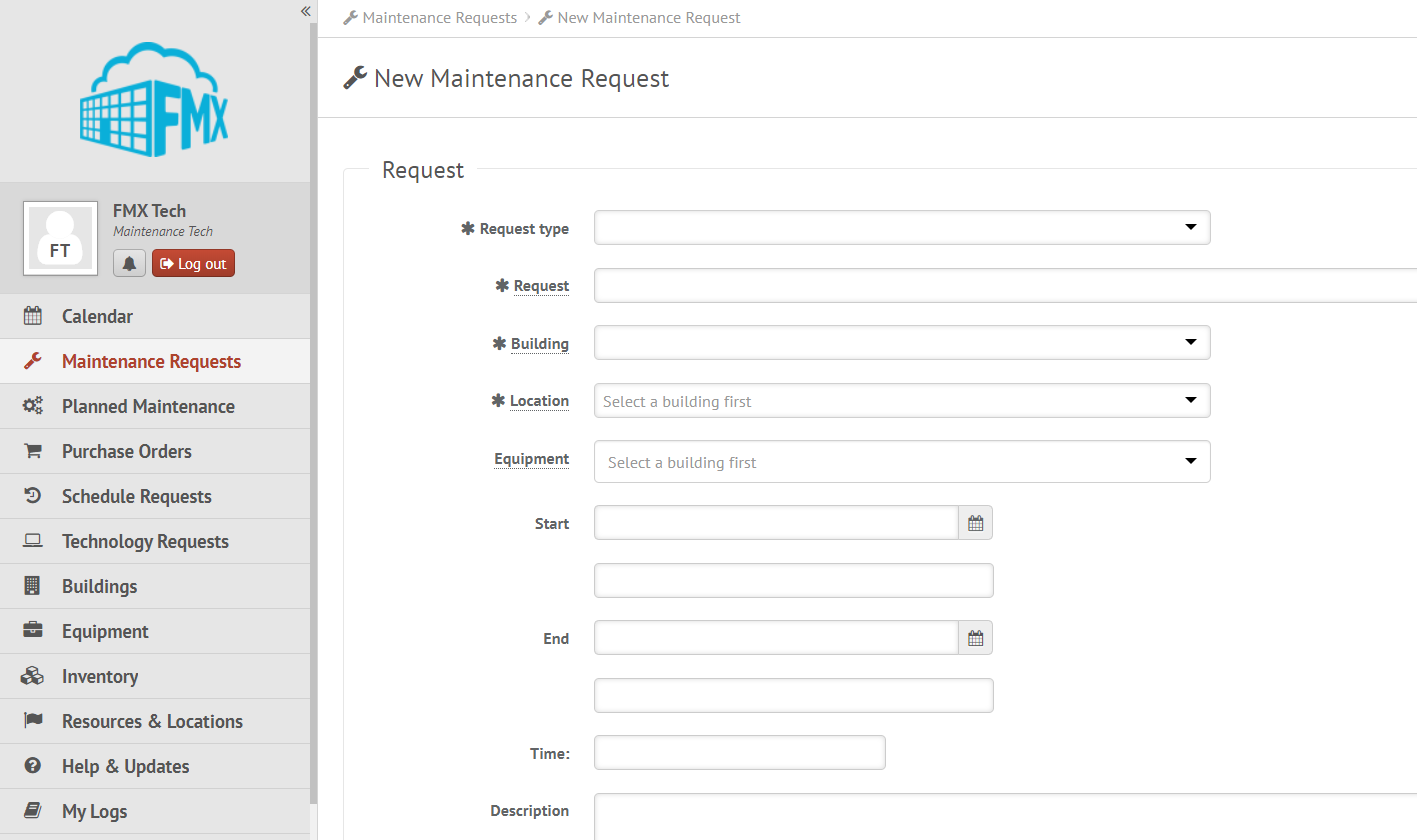 «
Maintenance Requests › New Maintenance Request
FMX
New Maintenance Request
Request
FT
FMX Tech
Maintenance Tech
Log out
Calendar
Maintenance Requests
Planned Maintenance
Purchase Orders
Schedule Requests
Technology Requests
Buildings
Equipment
Inventory
Resources & Locations
Help & Updates
My Logs
✱ Request type
✱ Request
✱ Building
✱ Location Select a building first
Equipment Select a building first
Start
End
Time:
Description